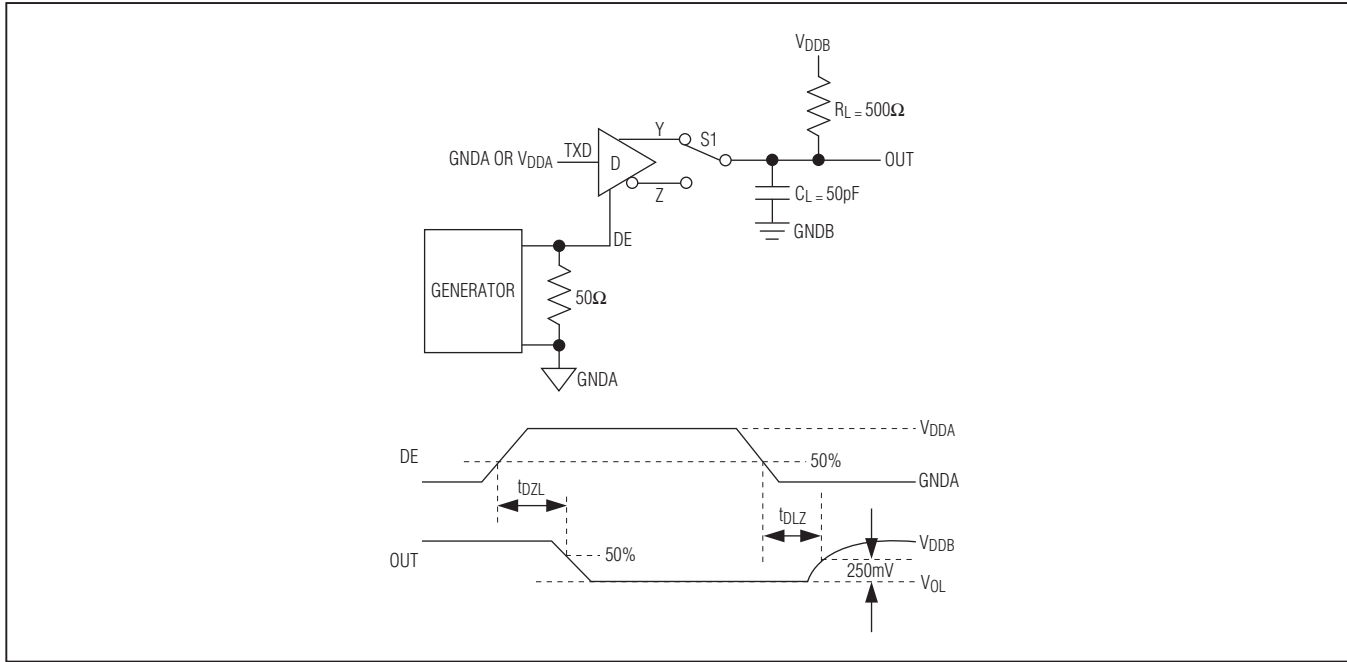 VDDB
RL = 500Ω
Y
S1
GNDA OR VDDA
TXD
D
OUT
Z
CL = 50pF
GNDB
DE
GENERATOR
50Ω
GNDA
VDDA
DE
50%
GNDA
tDZL
tDLZ
VDDB
OUT
50%
250mV
VOL